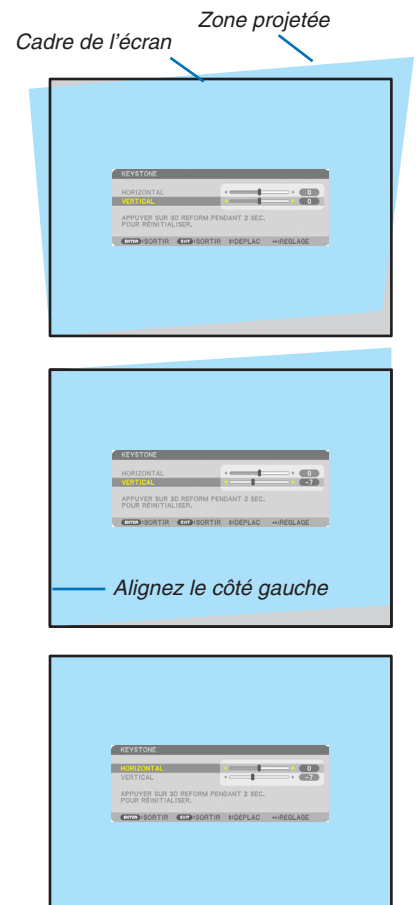 Zone projetée
Cadre de l'écran
KEYSTONE
HORIZONTAL 0
VERTICAL 0
APPUYER SUR 3D REFORM PENDANT 2 SEC.
POUR RÉINITIALISER.
ENTER :SORTIR EXIT :SORTIR ↕:DÉPLAC ↔:RÉGLAGE
KEYSTONE
HORIZONTAL 0
VERTICAL -7
APPUYER SUR 3D REFORM PENDANT 2 SEC.
POUR RÉINITIALISER.
ENTER :SORTIR EXIT :SORTIR ↕:DÉPLAC ↔:RÉGLAGE
Alignez le côté gauche
KEYSTONE
HORIZONTAL 0
VERTICAL -7
APPUYER SUR 3D REFORM PENDANT 2 SEC.
POUR RÉINITIALISER.
ENTER :SORTIR EXIT :SORTIR ↕:DÉPLAC ↔:RÉGLAGE